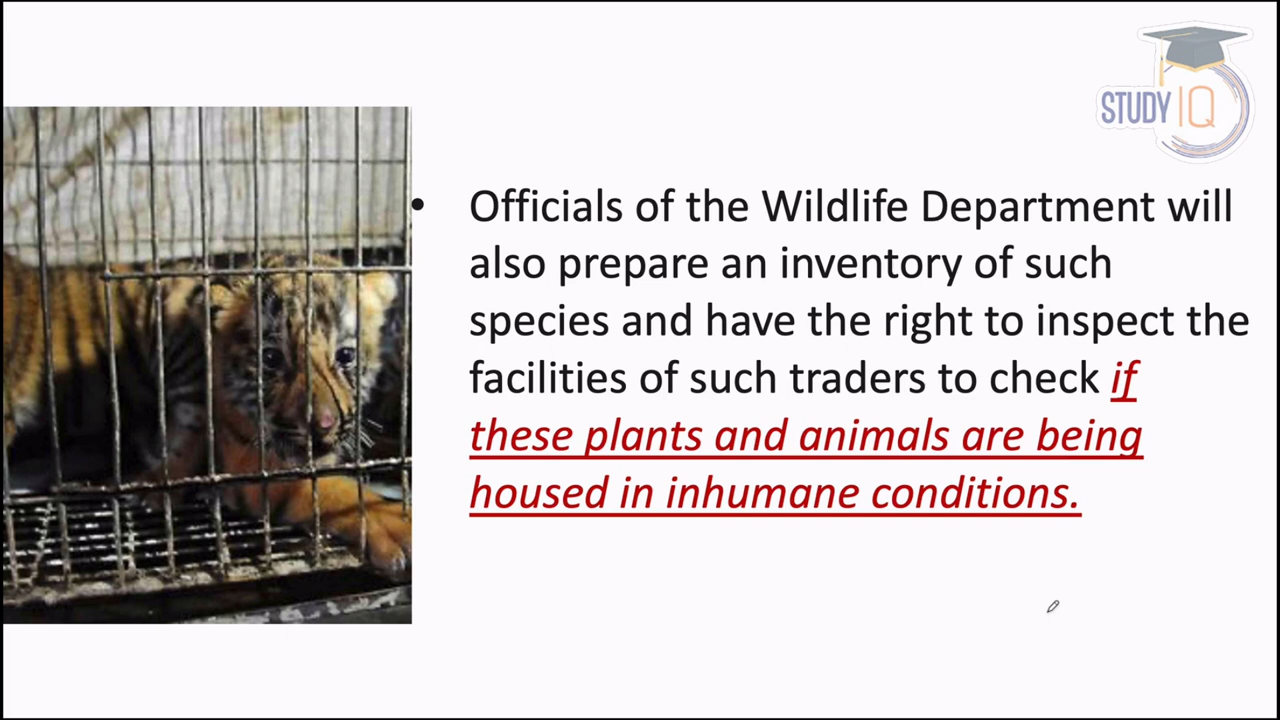 STUDY IQ
• Officials of the Wildlife Department will
also prepare an inventory of such
species and have the right to inspect the
facilities of such traders to check if
these plants and animals are being
housed in inhumane conditions.